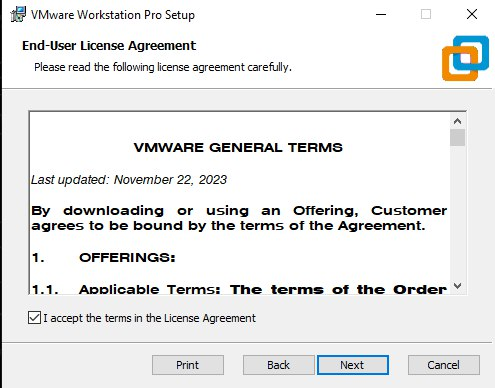 VMware Workstation Pro Setup
End-User License Agreement
Please read the following license agreement carefully.
VMWARE GENERAL TERMS
Last updated: November 22, 2023
By downloading or using an Offering, Customer
agrees to be bound by the terms of the Agreement.
1. OFFERINGS:
1.1. Applicable Terms: The terms of the Order
I accept the terms in the License Agreement
Print Back Next Cancel